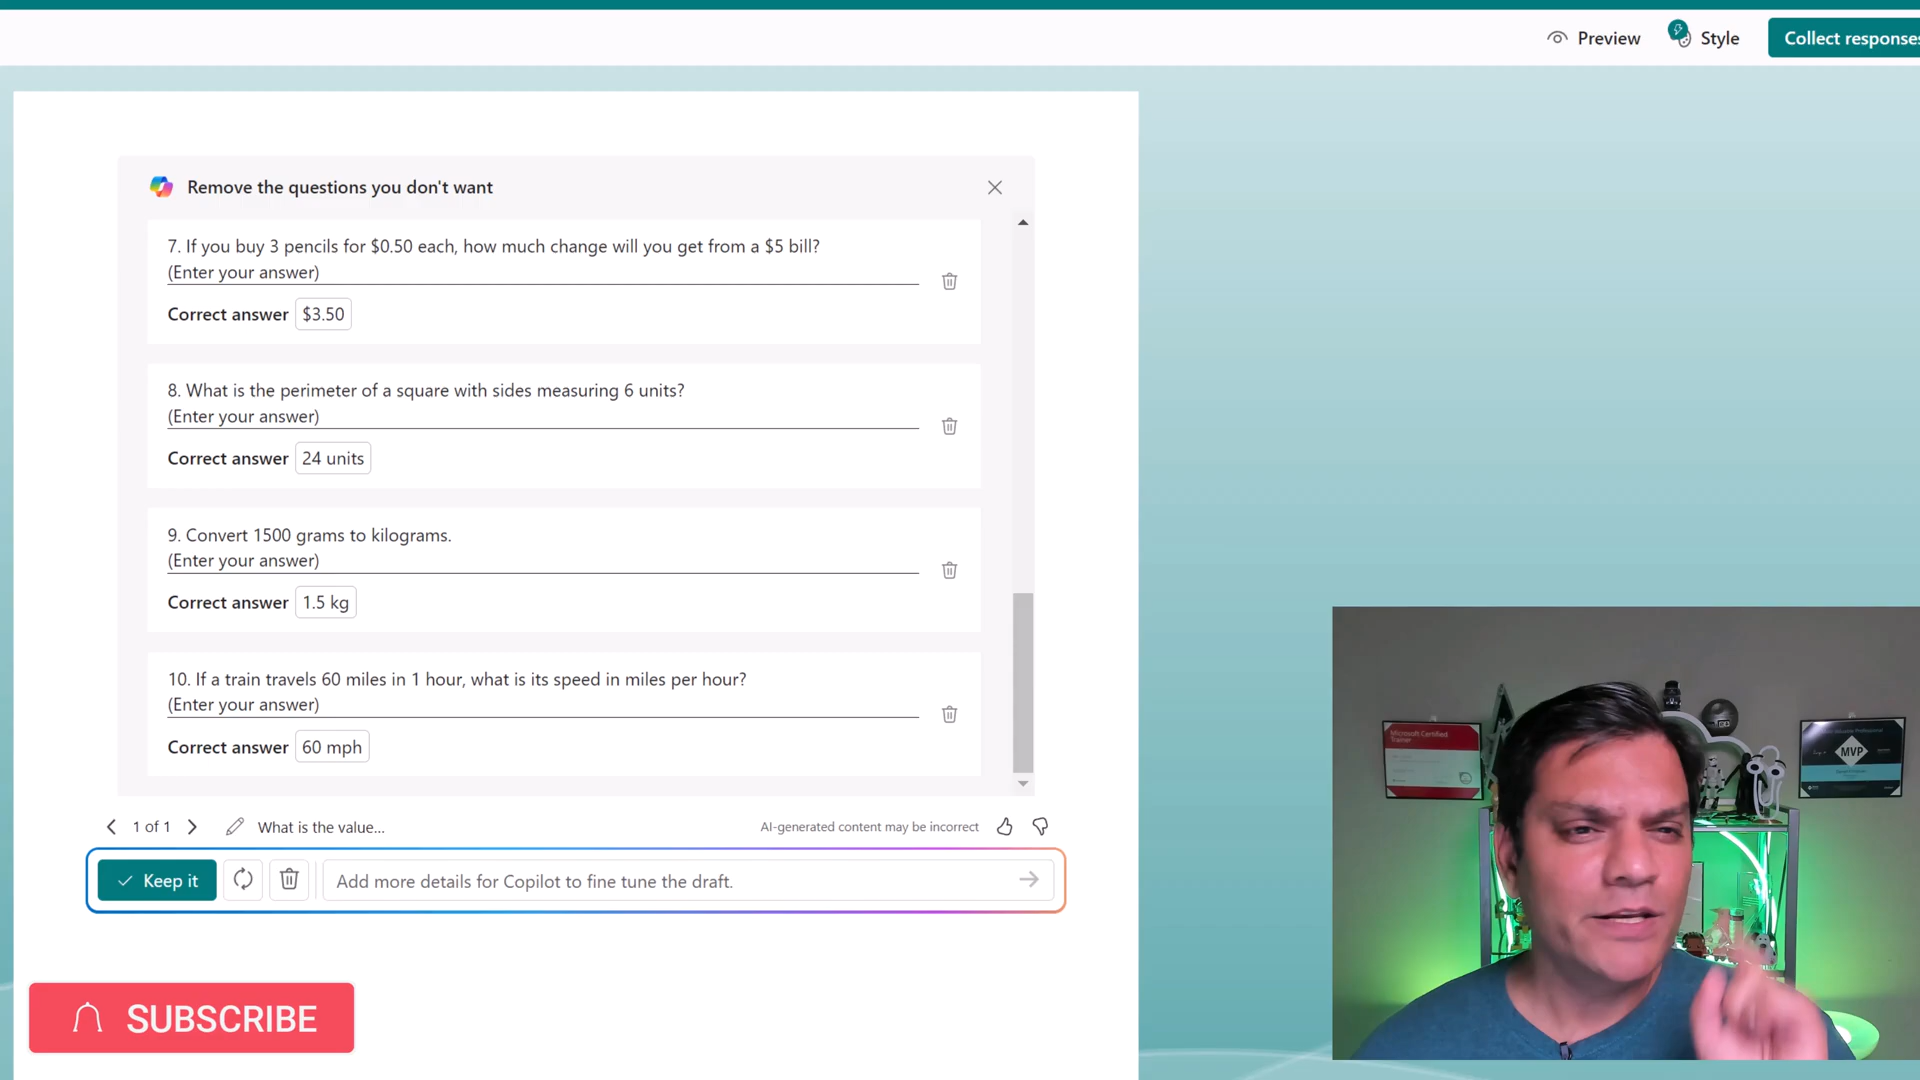 Preview
Style
Collect responses
Remove the questions you don't want
7. If you buy 3 pencils for $0.50 each, how much change will you get from a $5 bill?
(Enter your answer)
Correct answer $3.50
8. What is the perimeter of a square with sides measuring 6 units?
(Enter your answer)
Correct answer 24 units
9. Convert 1500 grams to kilograms.
(Enter your answer)
Correct answer 1.5 kg
10. If a train travels 60 miles in 1 hour, what is its speed in miles per hour?
(Enter your answer)
Correct answer 60 mph
1 of 1
What is the value...
AI-generated content may be incorrect
Keep it
Add more details for Copilot to fine tune the draft.
SUBSCRIBE
Microsoft Certified
Trainer
MVP